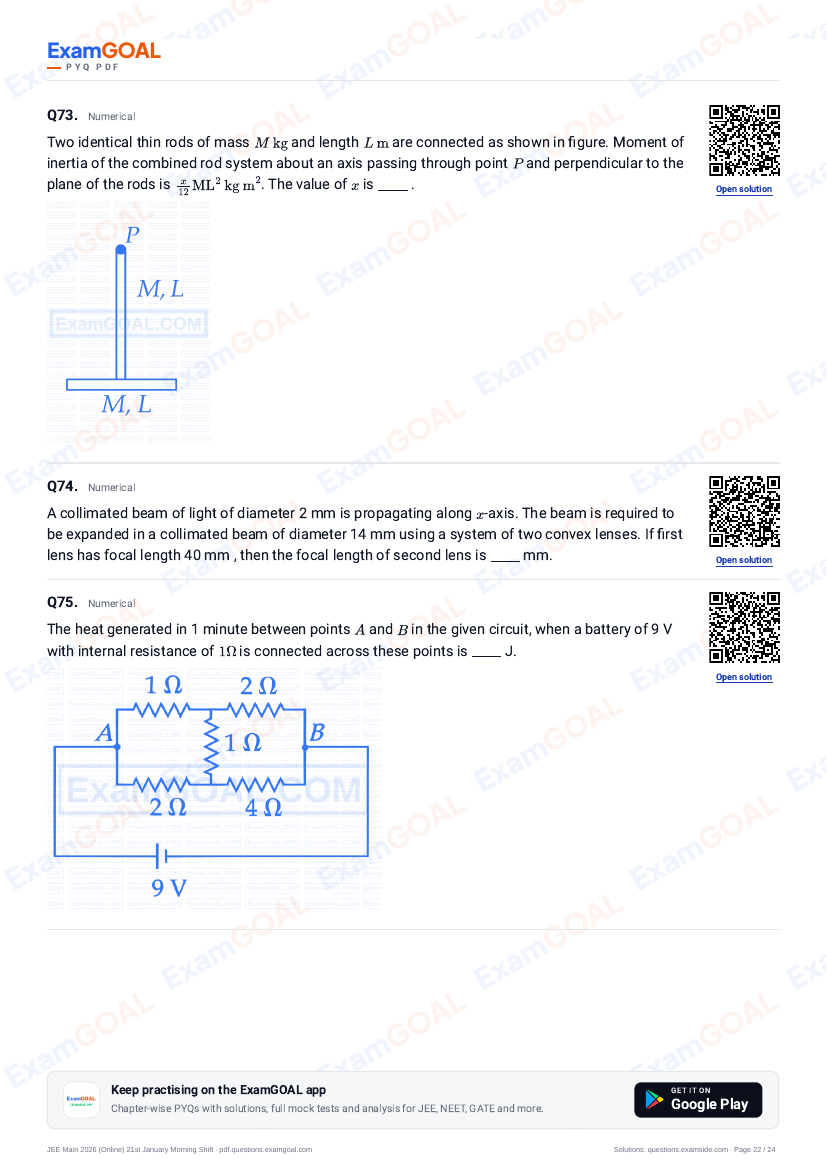 ExamGOAL
PYQ PDF
Q73. Numerical
Two identical thin rods of mass M kg and length L m are connected as shown in figure. Moment of
inertia of the combined rod system about an axis passing through point P and perpendicular to the
plane of the rods is x/12 ML² kg m². The value of x is ____ .
Open solution
P
M, L
ExamGOAL.COM
M, L
Q74. Numerical
A collimated beam of light of diameter 2 mm is propagating along x-axis. The beam is required to
be expanded in a collimated beam of diameter 14 mm using a system of two convex lenses. If first
lens has focal length 40 mm , then the focal length of second lens is ____ mm.
Open solution
Q75. Numerical
The heat generated in 1 minute between points A and B in the given circuit, when a battery of 9 V
with internal resistance of 1Ω is connected across these points is ____ J.
Open solution
1 Ω 2 Ω
A B
1 Ω
ExamGOAL.COM
2 Ω 4 Ω
9 V
Keep practising on the ExamGOAL app
Chapter-wise PYQs with solutions, full mock tests and analysis for JEE, NEET, GATE and more.
GET IT ON
Google Play
JEE Main 2026 (Online) 21st January Morning Shift · pdf.questions.examgoal.com
Solutions: questions.examside.com · Page 22 / 24